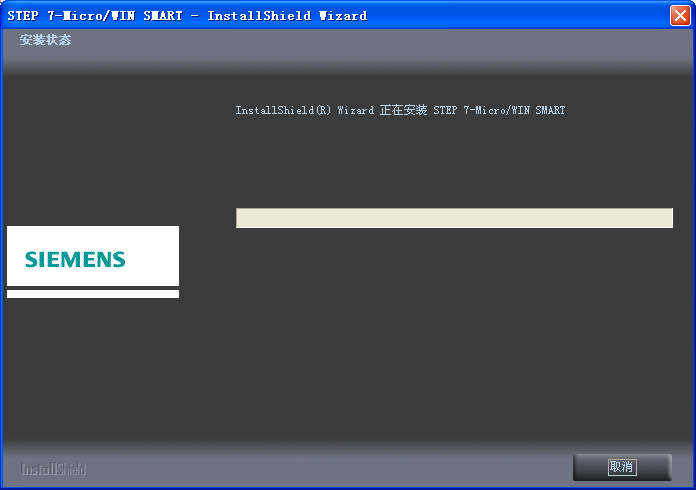 STEP 7-Micro/WIN SMART - InstallShield Wizard
安装状态
InstallShield(R) Wizard 正在安装 STEP 7-Micro/WIN SMART
SIEMENS
InstallShield
取消